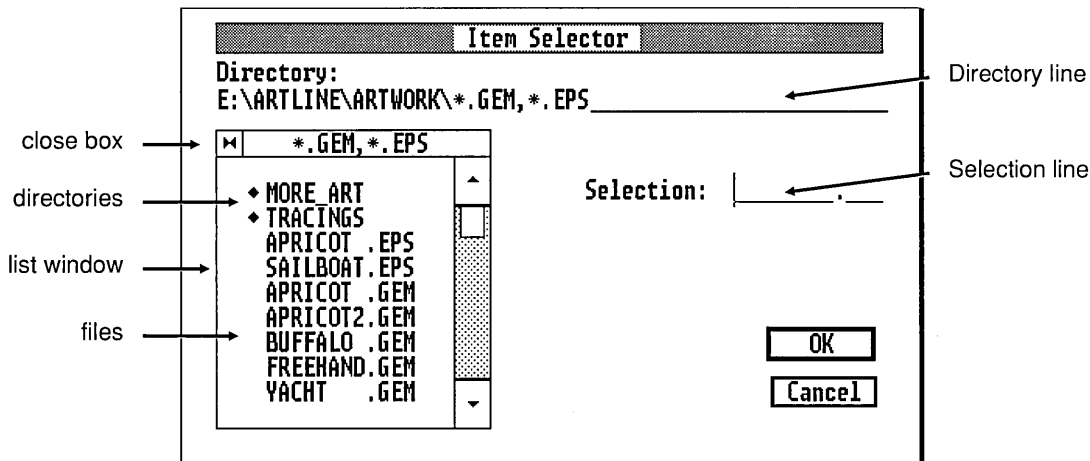 Item Selector
Directory:
E:\ARTLINE\ARTWORK\*.GEM,*.EPS
Directory line
close box
*.GEM,*.EPS
directories
◆ MORE_ART
◆ TRACINGS
list window
APRICOT .EPS
SAILBOAT.EPS
APRICOT .GEM
APRICOT2.GEM
files
BUFFALO .GEM
FREEHAND.GEM
YACHT   .GEM
Selection: ________.___
Selection line
OK
Cancel